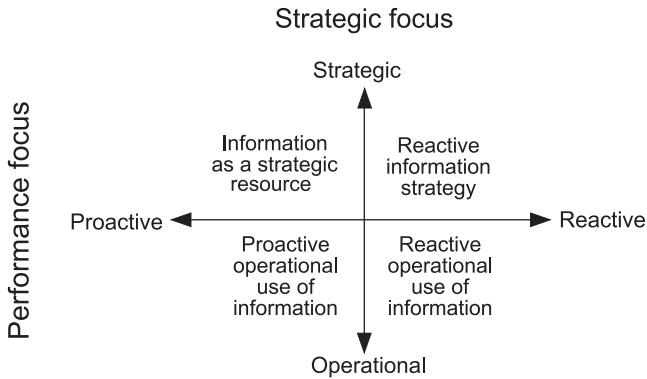 Strategic focus
Strategic
Performance focus
Information
as a strategic
resource
Reactive
information
strategy
Proactive
Reactive
Proactive
operational
use of
information
Reactive
operational
use of
information
Operational